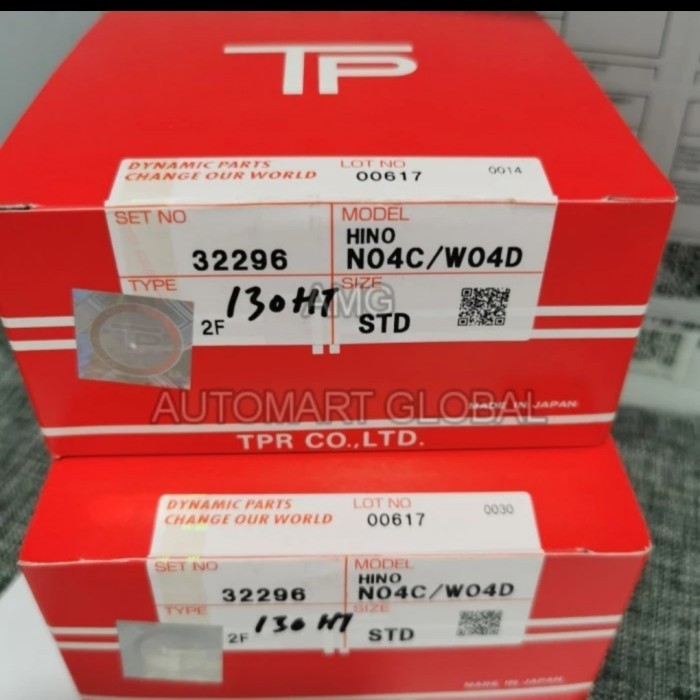 TP
DYNAMIC PARTS
CHANGE OUR WORLD
LOT NO
00617
0014
SET NO
32296
MODEL
HINO
N04C/W04D
TYPE
2F
130HT
SIZE
STD
AMG
TP
AUTOMART GLOBAL
MADE IN JAPAN
TPR CO.,LTD.
DYNAMIC PARTS
CHANGE OUR WORLD
LOT NO
00617
0030
SET NO
32296
MODEL
HINO
N04C/W04D
TYPE
2F
130 HT
SIZE
STD
MADE IN JAPAN